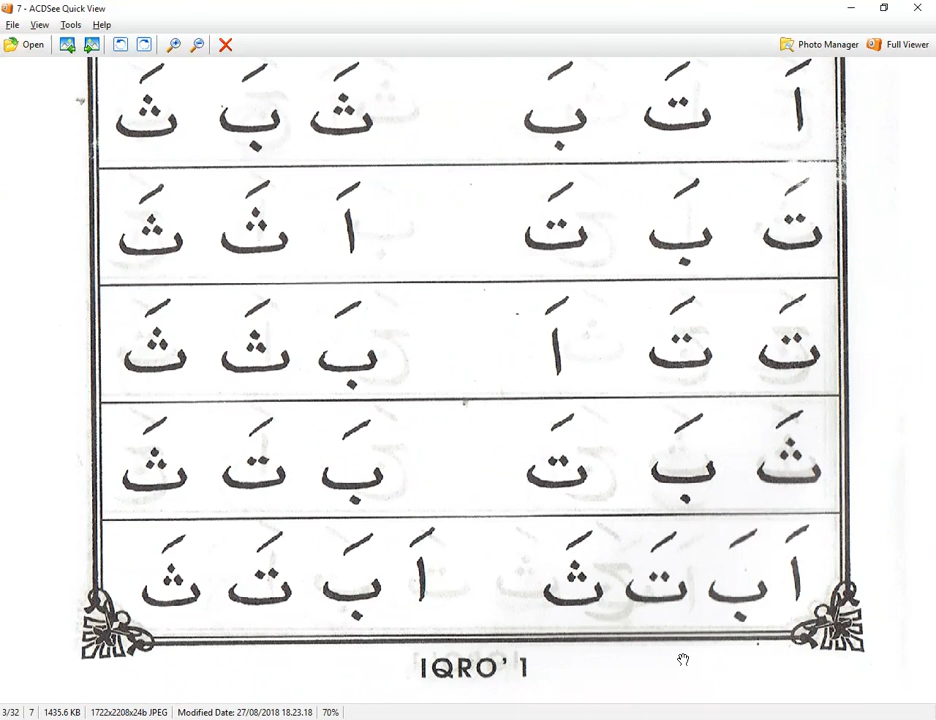 7 - ACDSee Quick View
File View Tools Help
Open Photo Manager Full Viewer
اَ تَ بَ ثَ بَ ثَ
تَ بَ تَ اَ ثَ ثَ
تَ تَ اَ بَ ثَ ثَ
ثَ بَ تَ بَ تَ ثَ
اَ بَ تَ ثَ اَ بَ تَ ثَ
IQRO' 1
3/32 7 1435.6 KB 1722x2208x24b JPEG Modified Date: 27/08/2018 18.23.18 70%